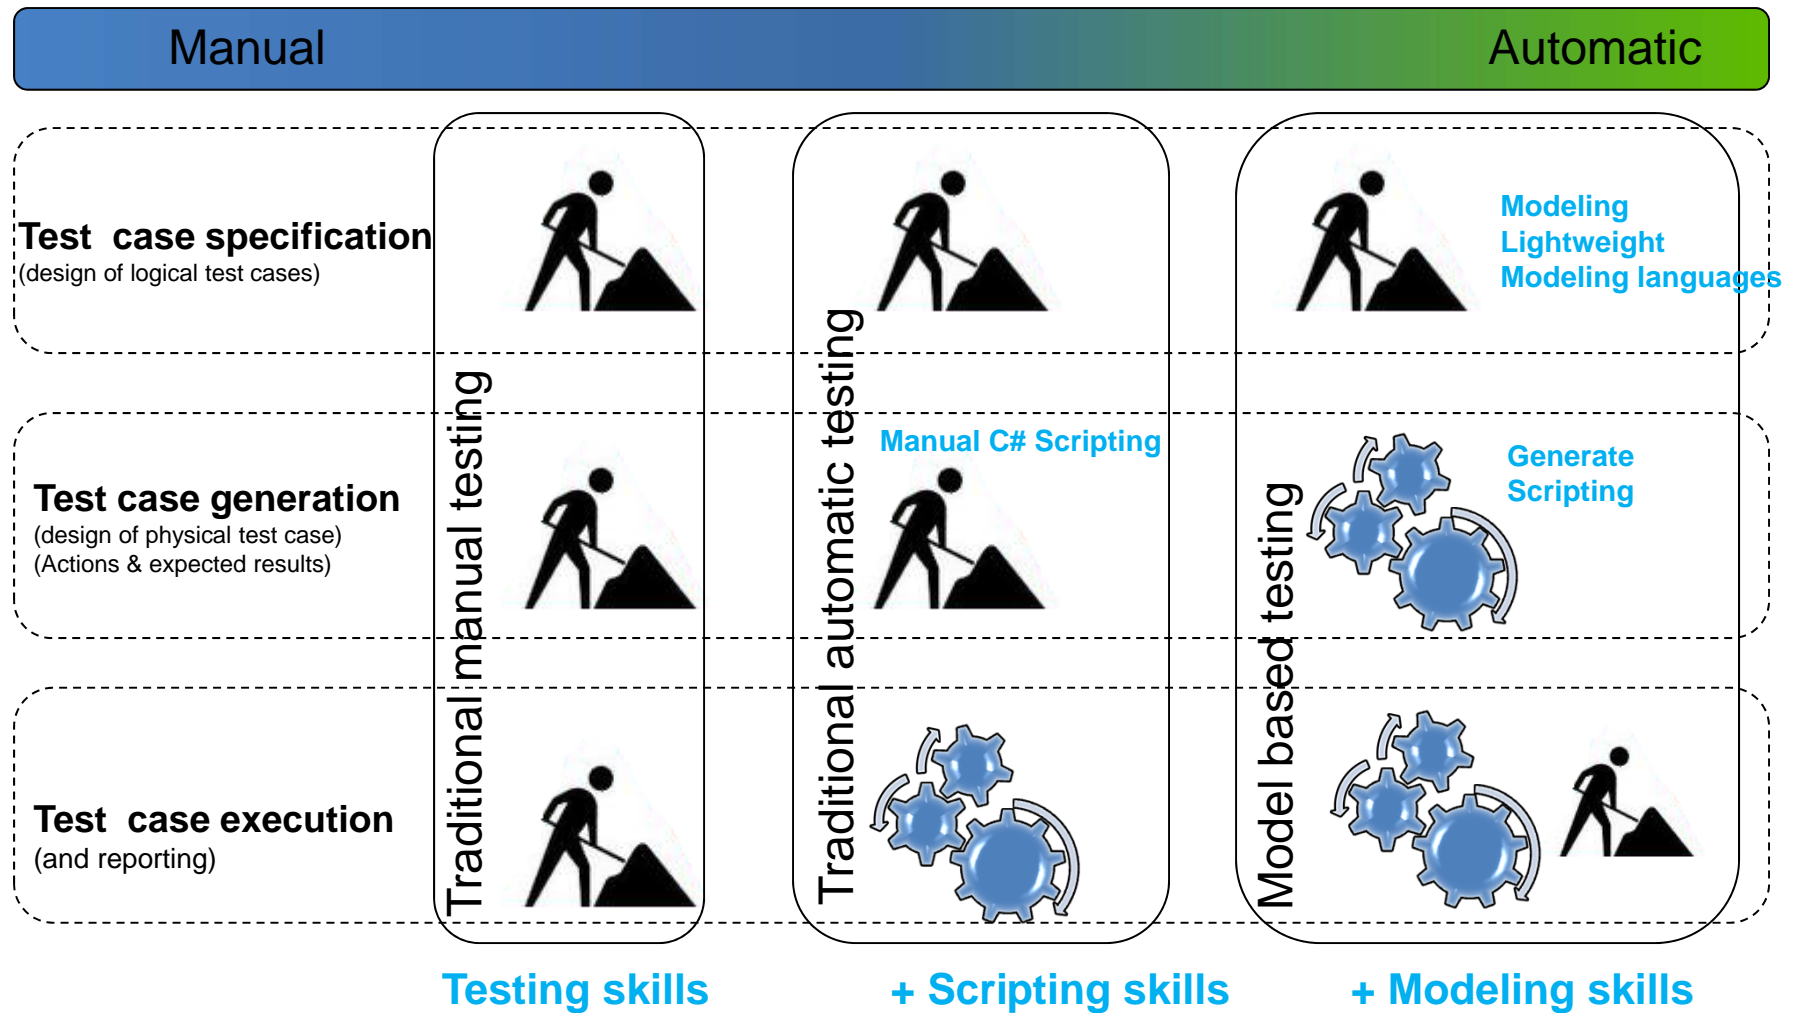 Manual
Automatic
Test case specification
(design of logical test cases)
Modeling
Lightweight
Modeling languages
Test case generation
(design of physical test case)
(Actions & expected results)
Manual C# Scripting
Generate
Scripting
Test case execution
(and reporting)
Traditional manual testing
Traditional automatic testing
Model based testing
Testing skills
+ Scripting skills
+ Modeling skills